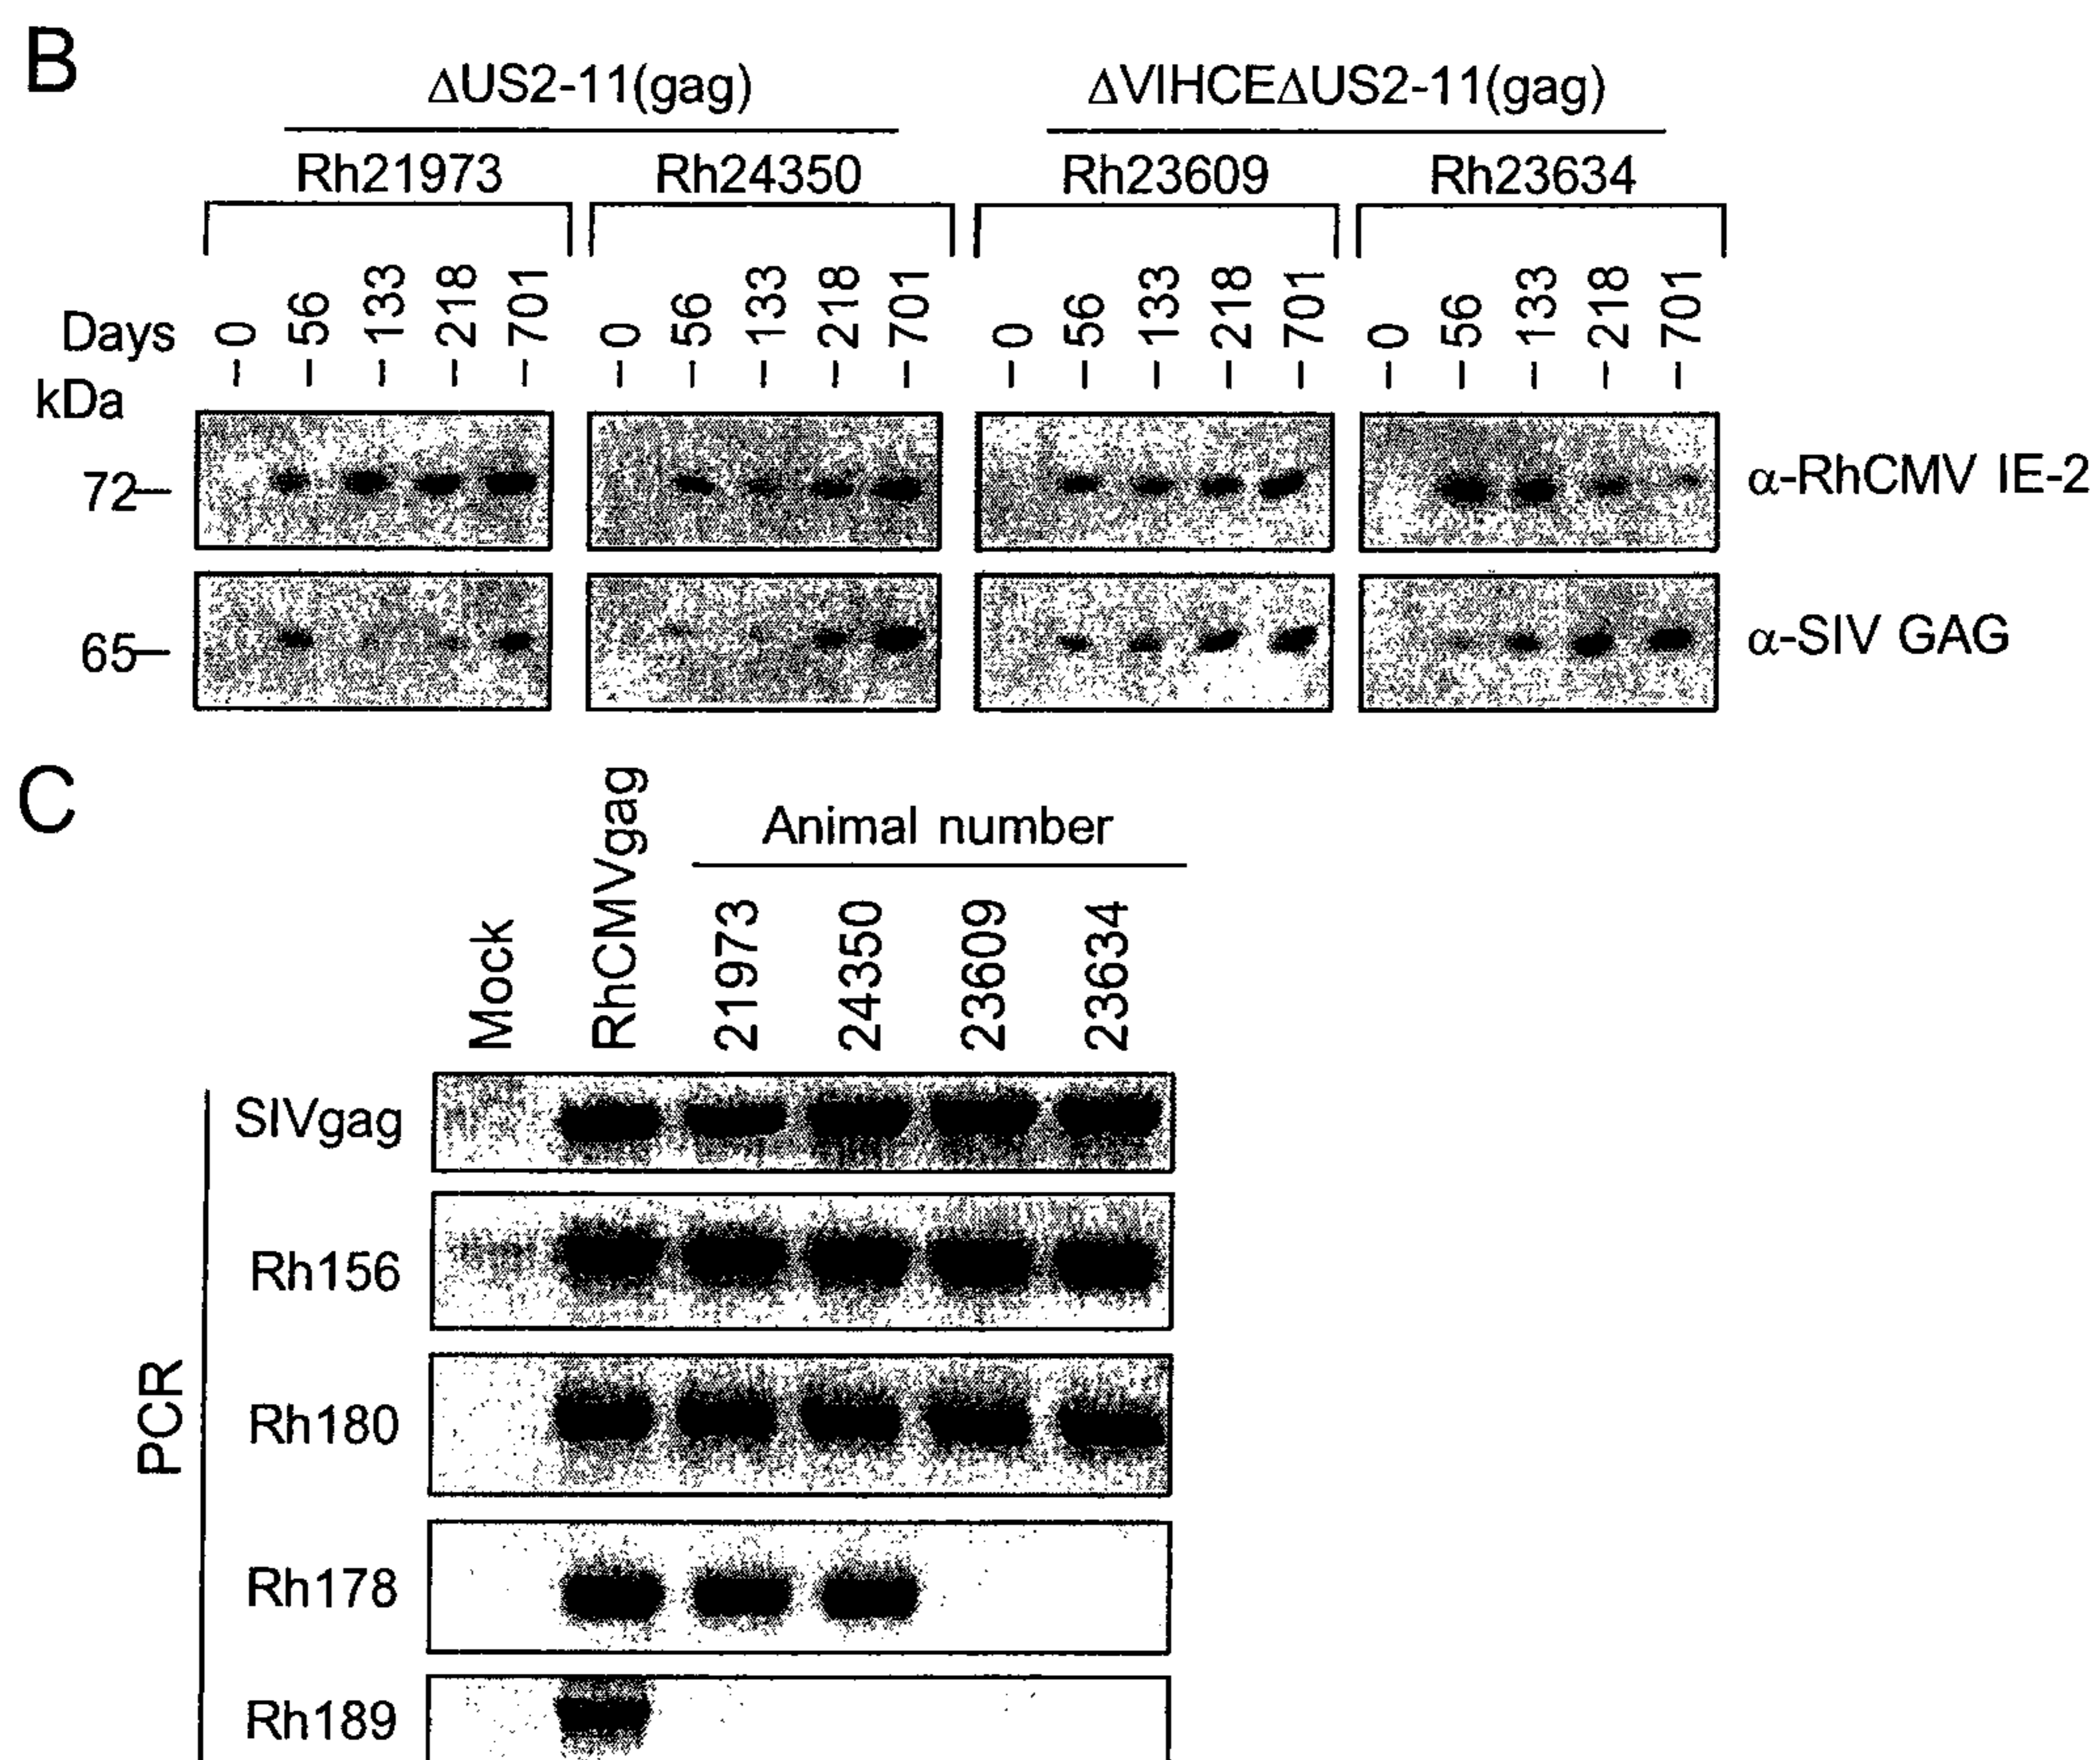 B
ΔUS2-11(gag) ΔVIHCEΔUS2-11(gag)
Rh21973 Rh24350 Rh23609 Rh23634
Days 0 56 133 218 701 0 56 133 218 701 0 56 133 218 701 0 56 133 218 701
kDa
72 α-RhCMV IE-2
65 α-SIV GAG
C
Animal number
Mock RhCMVgag 21973 24350 23609 23634
PCR
SIVgag
Rh156
Rh180
Rh178
Rh189